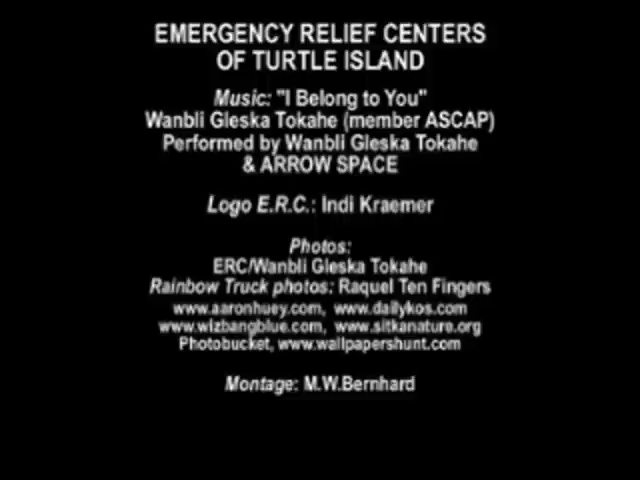 EMERGENCY RELIEF CENTERS
OF TURTLE ISLAND
Music: "I Belong to You"
Wanbli Gleska Tokahe (member ASCAP)
Performed by Wanbli Gleska Tokahe
& ARROW SPACE
Logo E.R.C.: Indi Kraemer
Photos:
ERC/Wanbli Gleska Tokahe
Rainbow Truck photos: Raquel Ten Fingers
www.aaronhuey.com, www.dailykos.com
www.wizbangblue.com, www.sitkanature.org
Photobucket, www.wallpapershunt.com
Montage: M.W.Bernhard